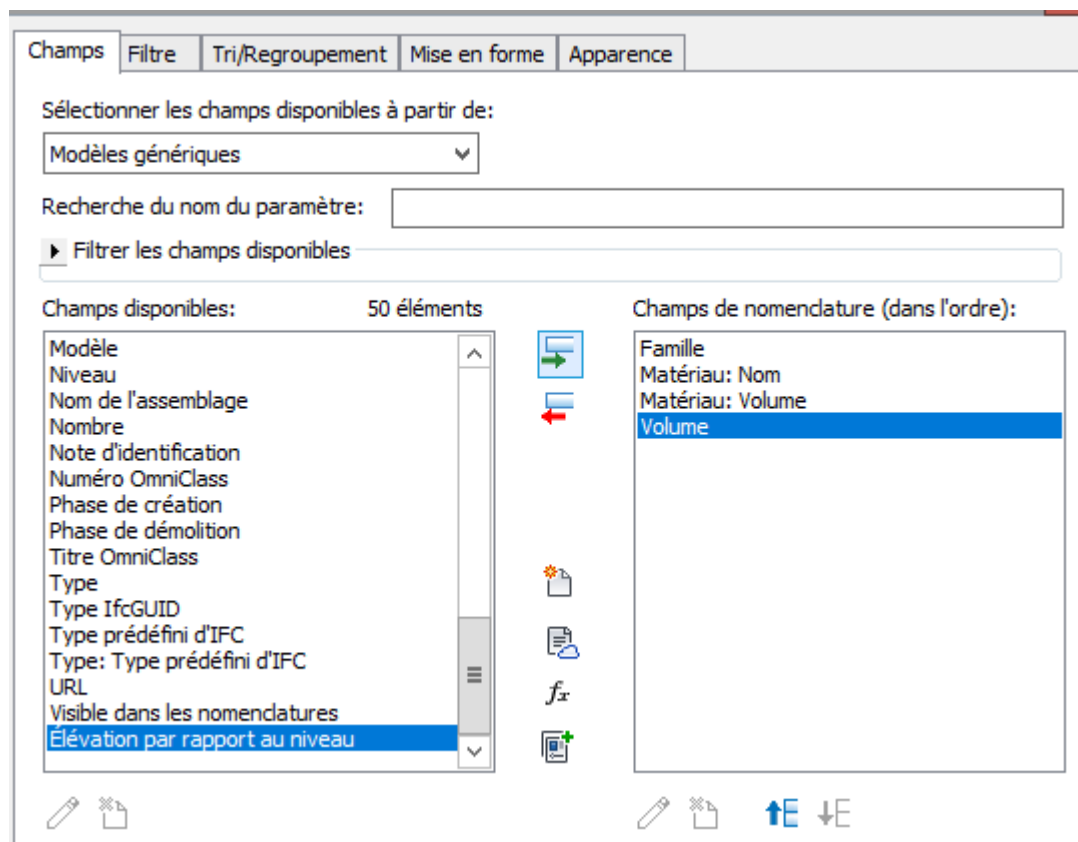 Champs Filtre Tri/Regroupement Mise en forme Apparence
Sélectionner les champs disponibles à partir de:
Modèles génériques
Recherche du nom du paramètre:
Filtrer les champs disponibles
Champs disponibles: 50 éléments
Modèle
Niveau
Nom de l'assemblage
Nombre
Note d'identification
Numéro OmniClass
Phase de création
Phase de démolition
Titre OmniClass
Type
Type IfcGUID
Type prédéfini d'IFC
Type: Type prédéfini d'IFC
URL
Visible dans les nomenclatures
Élévation par rapport au niveau
fx
Champs de nomenclature (dans l'ordre):
Famille
Matériau: Nom
Matériau: Volume
Volume